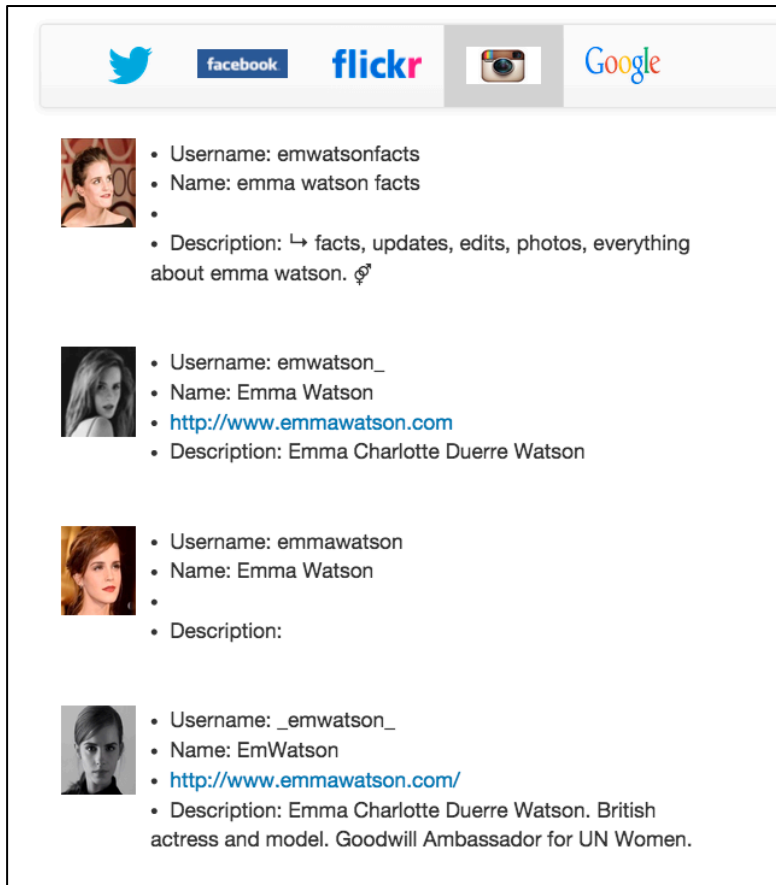 facebook
flickr
Google
• Username: emwatsonfacts
• Name: emma watson facts
•
• Description: ↳ facts, updates, edits, photos, everything
about emma watson. ⚥
• Username: emwatson_
• Name: Emma Watson
• http://www.emmawatson.com
• Description: Emma Charlotte Duerre Watson
• Username: emmawatson
• Name: Emma Watson
•
• Description:
• Username: _emwatson_
• Name: EmWatson
• http://www.emmawatson.com/
• Description: Emma Charlotte Duerre Watson. British
actress and model. Goodwill Ambassador for UN Women.